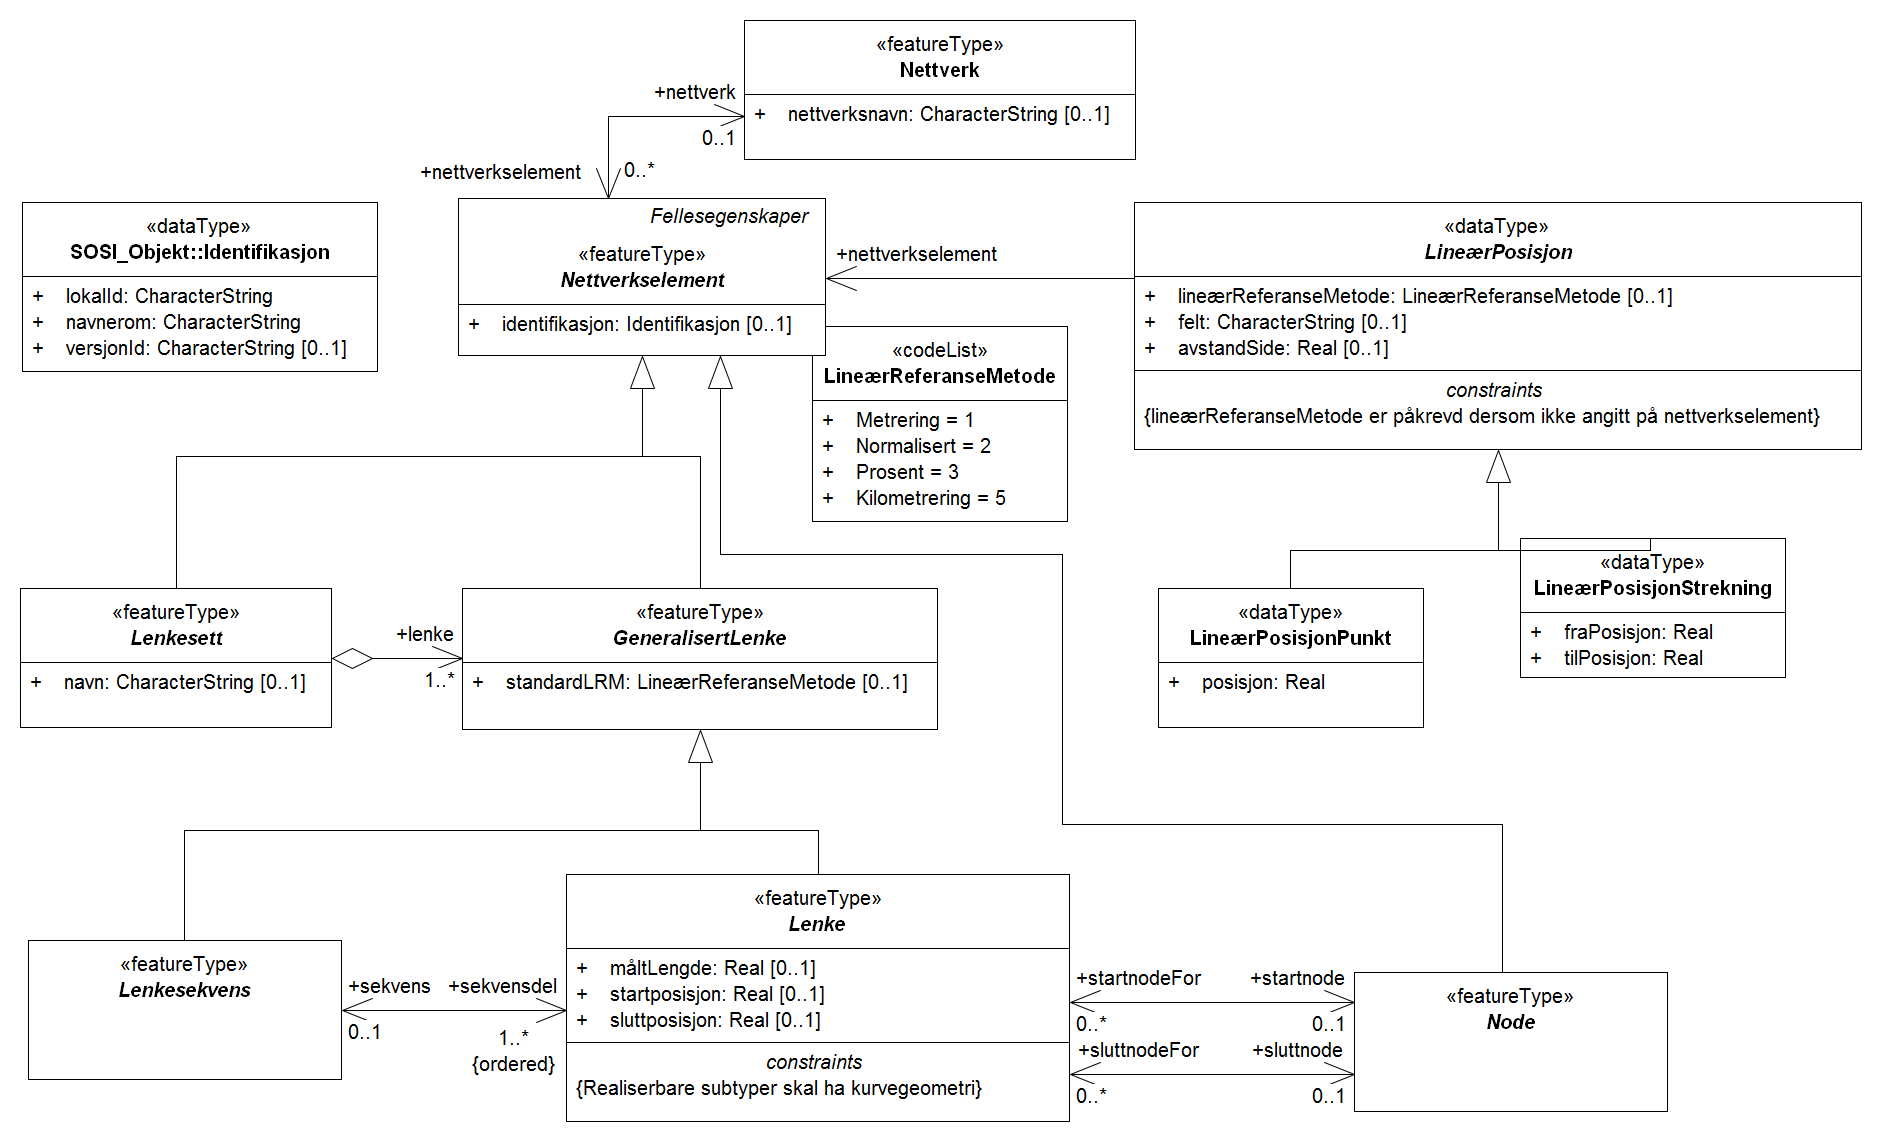 «featureType»
Nettverk
+ nettverksnavn: CharacterString [0..1]
+nettverk
0..1
+nettverkselement
0..*
«dataType»
SOSI_Objekt::Identifikasjon
+ lokalId: CharacterString
+ navnerom: CharacterString
+ versjonId: CharacterString [0..1]
Fellesegenskaper
«featureType»
Nettverkselement
+ identifikasjon: Identifikasjon [0..1]
+nettverkselement
«dataType»
LineærPosisjon
+ lineærReferanseMetode: LineærReferanseMetode [0..1]
+ felt: CharacterString [0..1]
+ avstandSide: Real [0..1]
constraints
{lineærReferanseMetode er påkrevd dersom ikke angitt på nettverkselement}
«codeList»
LineærReferanseMetode
+ Metrering = 1
+ Normalisert = 2
+ Prosent = 3
+ Kilometrering = 5
«featureType»
Lenkesett
+ navn: CharacterString [0..1]
+lenke
1..*
«featureType»
GeneralisertLenke
+ standardLRM: LineærReferanseMetode [0..1]
«dataType»
LineærPosisjonPunkt
+ posisjon: Real
«dataType»
LineærPosisjonStrekning
+ fraPosisjon: Real
+ tilPosisjon: Real
«featureType»
Lenkesekvens
+sekvens
0..1
+sekvensdel
1..*
{ordered}
«featureType»
Lenke
+ måltLengde: Real [0..1]
+ startposisjon: Real [0..1]
+ sluttposisjon: Real [0..1]
constraints
{Realiserbare subtyper skal ha kurvegeometri}
+startnodeFor
0..*
+startnode
0..1
+sluttnodeFor
0..*
+sluttnode
0..1
«featureType»
Node